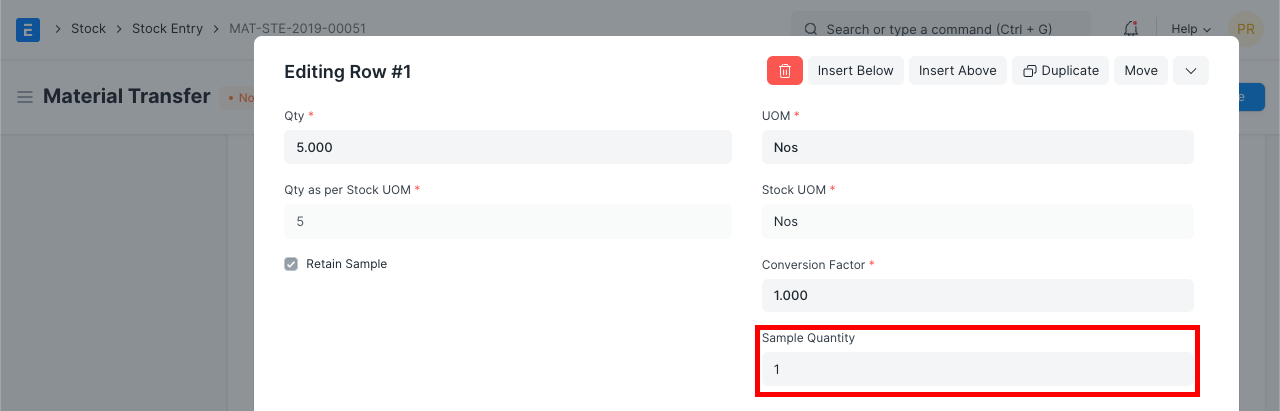 E > Stock > Stock Entry > MAT-STE-2019-00051 Search or type a command (Ctrl + G) Help PR
Editing Row #1 Insert Below Insert Above Duplicate Move
Material Transfer No
Qty * UOM *
5.000 Nos
Qty as per Stock UOM * Stock UOM *
5 Nos
Retain Sample Conversion Factor *
1.000
Sample Quantity
1